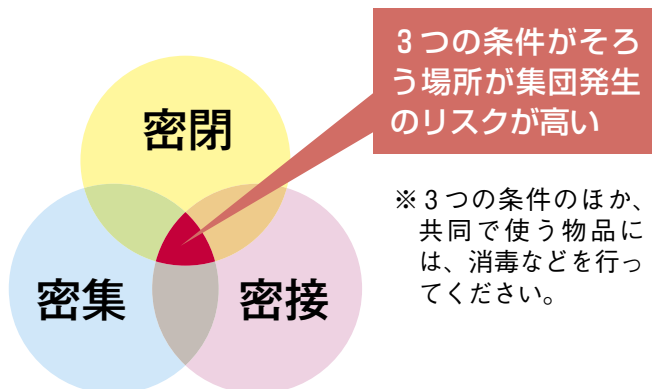 ３つの条件がそろ
う場所が集団発生
のリスクが高い
密閉
密集
密接
※３つの条件のほか、
共同で使う物品に
は、消毒などを行っ
てください。